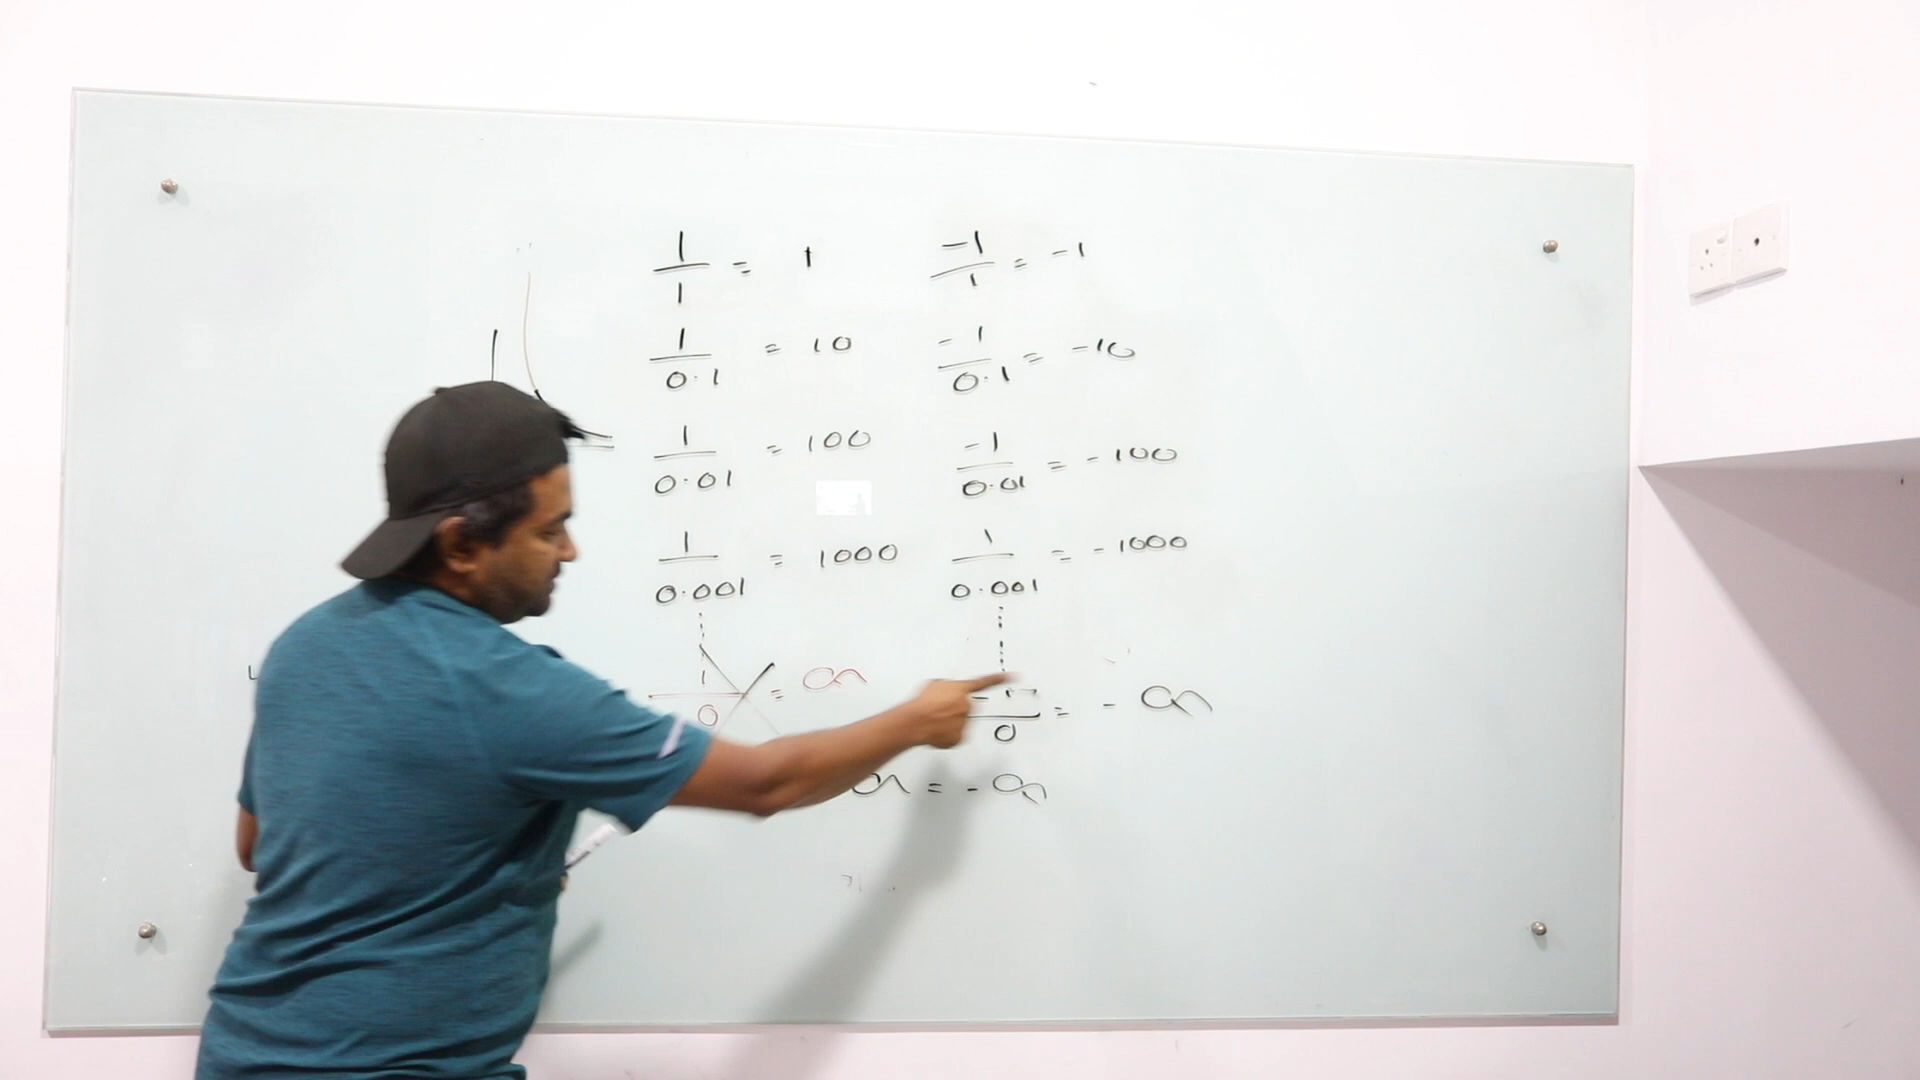 1/1 = 1
-1/1 = -1
1/0.1 = 10
-1/0.1 = -10
1/0.01 = 100
-1/0.01 = -100
1/0.001 = 1000
1/0.001 = -1000
1/0 = ∞
-1/0 = - ∞
∞ = - ∞